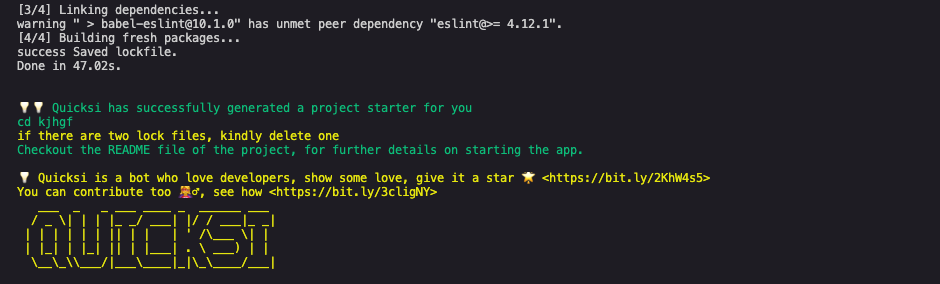 [3/4] Linking dependencies...
warning " > babel-eslint@10.1.0" has unmet peer dependency "eslint@>= 4.12.1".
[4/4] Building fresh packages...
success Saved lockfile.
Done in 47.02s.
Quicksi has successfully generated a project starter for you
cd kjhgf
if there are two lock files, kindly delete one
Checkout the README file of the project, for further details on starting the app.
Quicksi is a bot who love developers, show some love, give it a star 🌟 <https://bit.ly/2KhW4s5>
You can contribute too 🦸♂, see how <https://bit.ly/3cligNY>
QUICKSI